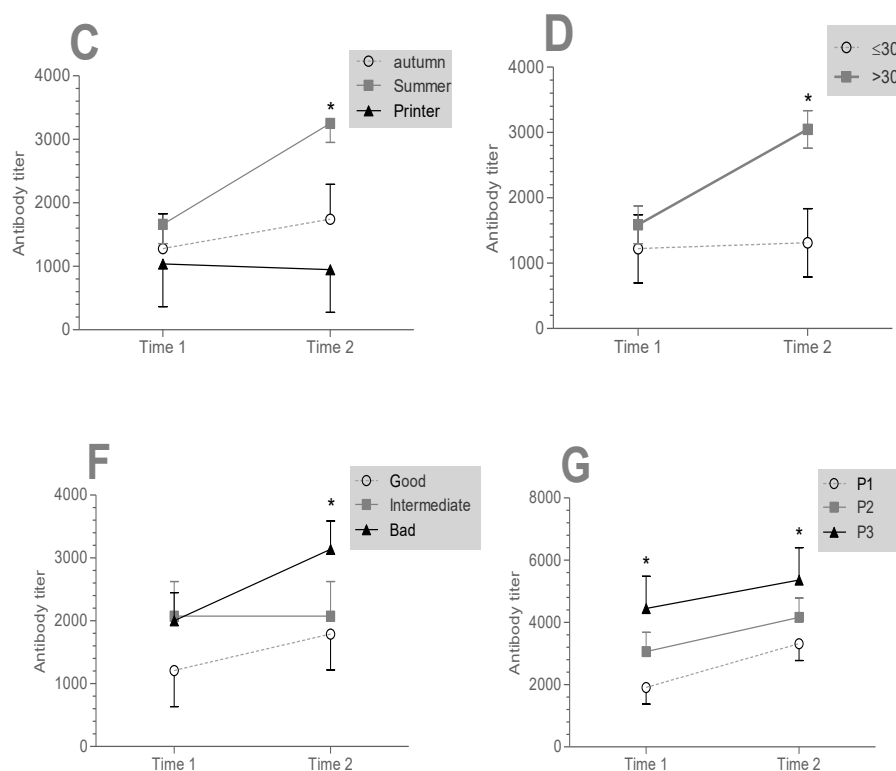 C
autumn
Summer
Printer
4000
3000
2000
1000
0
Antibody titer
*
Time 1
Time 2
D
≤30
>30
4000
3000
2000
1000
0
Antibody titer
*
Time 1
Time 2
F
Good
Intermediate
Bad
4000
3000
2000
1000
0
Antibody titer
*
Time 1
Time 2
G
P1
P2
P3
8000
6000
4000
2000
0
Antibody titer
*
*
Time 1
Time 2